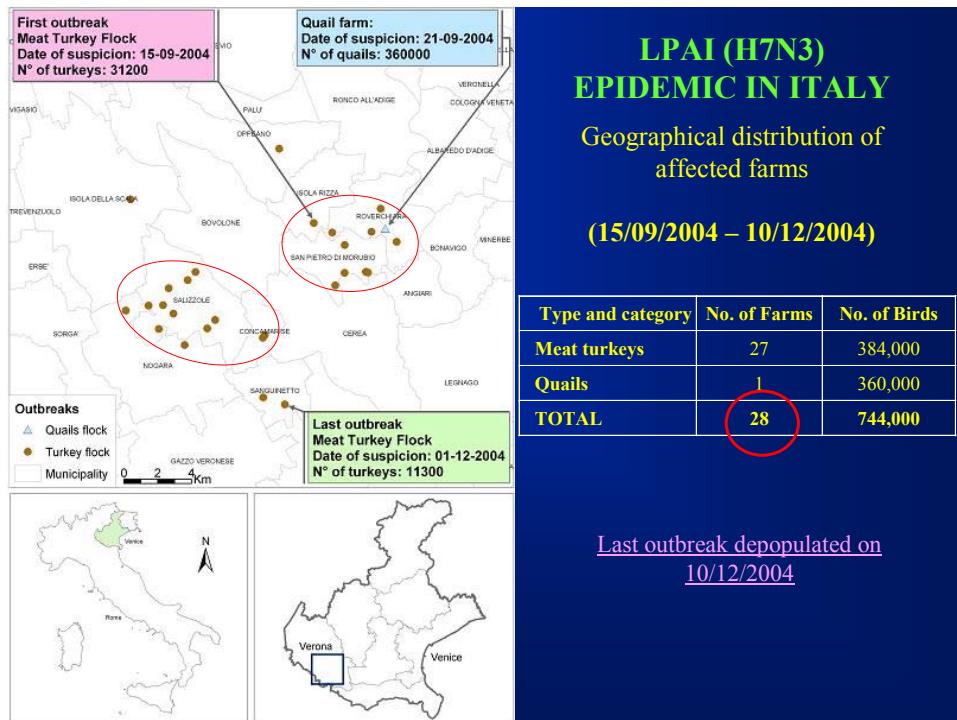 First outbreak
Meat Turkey Flock
Date of suspicion: 15-09-2004
N° of turkeys: 31200
Quail farm:
Date of suspicion: 21-09-2004
N° of quails: 360000
VERONELLA
RONCO ALL'ADIGE
COLOGNA VENETA
VIGASIO
PALU'
OPPEANO
ALBAREDO D'ADIGE
ISOLA RIZZA
ISOLA DELLA SCALA
TREVENZUOLO
ROVERCHIARA
BOVOLONE
MINERBE
BONAVIGO
SAN PIETRO DI MORUBIO
ERBE'
ANGIARI
SALIZZOLE
SORGA'
CONCAMARISE
CEREA
NOGARA
LEGNAGO
SANGUINETTO
GAZZO VERONESE
Outbreaks
Quails flock
Turkey flock
Municipality
0 2 4
Km
Last outbreak
Meat Turkey Flock
Date of suspicion: 01-12-2004
N° of turkeys: 11300
Venice
N
Rome
Verona
Venice
LPAI (H7N3)
EPIDEMIC IN ITALY
Geographical distribution of
affected farms
(15/09/2004 – 10/12/2004)
Type and category No. of Farms No. of Birds
Meat turkeys 27 384,000
Quails 1 360,000
TOTAL 28 744,000
Last outbreak depopulated on
10/12/2004